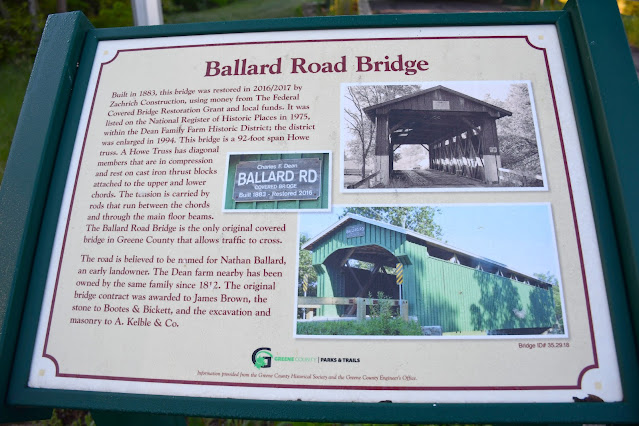 Ballard Road Bridge
Built in 1883, this bridge was restored in 2016/2017 by
Zachrich Construction, using money from The Federal
Covered Bridge Restoration Grant and local funds. It was
listed on the National Register of Historic Places in 1975,
within the Dean Family Farm Historic District; the district
was enlarged in 1994. This bridge is a 92-foot span Howe
truss. A Howe Truss has diagonal
members that are in compression
and rest on cast iron thrust blocks
attached to the upper and lower
chords. The tension is carried by
rods that run between the chords
and through the main floor beams.
The Ballard Road Bridge is the only original covered
bridge in Greene County that allows traffic to cross.
The road is believed to be named for Nathan Ballard,
an early landowner. The Dean farm nearby has been
owned by the same family since 1812. The original
bridge contract was awarded to James Brown, the
stone to Bootes & Bickett, and the excavation and
masonry to A. Kelble & Co.
Charles E. Dean
BALLARD RD
COVERED BRIDGE
Built 1883 - Restored 2016
Bridge ID# 35.29.18
GREENE COUNTY | PARKS & TRAILS
Information provided from the Greene County Historical Society and the Greene County Engineer's Office.